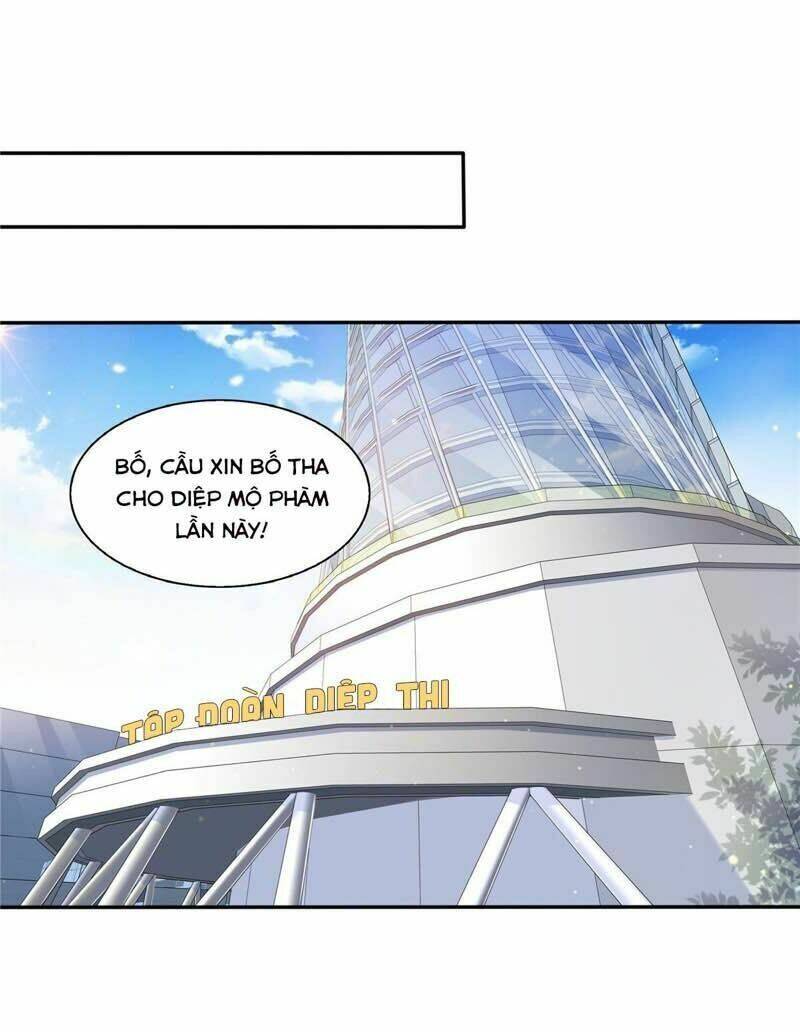 BỐ, CẦU XIN BỐ THA
CHO DIỆP MỘ PHÀM
LẦN NÀY!
TẬP ĐOÀN DIỆP THỊ